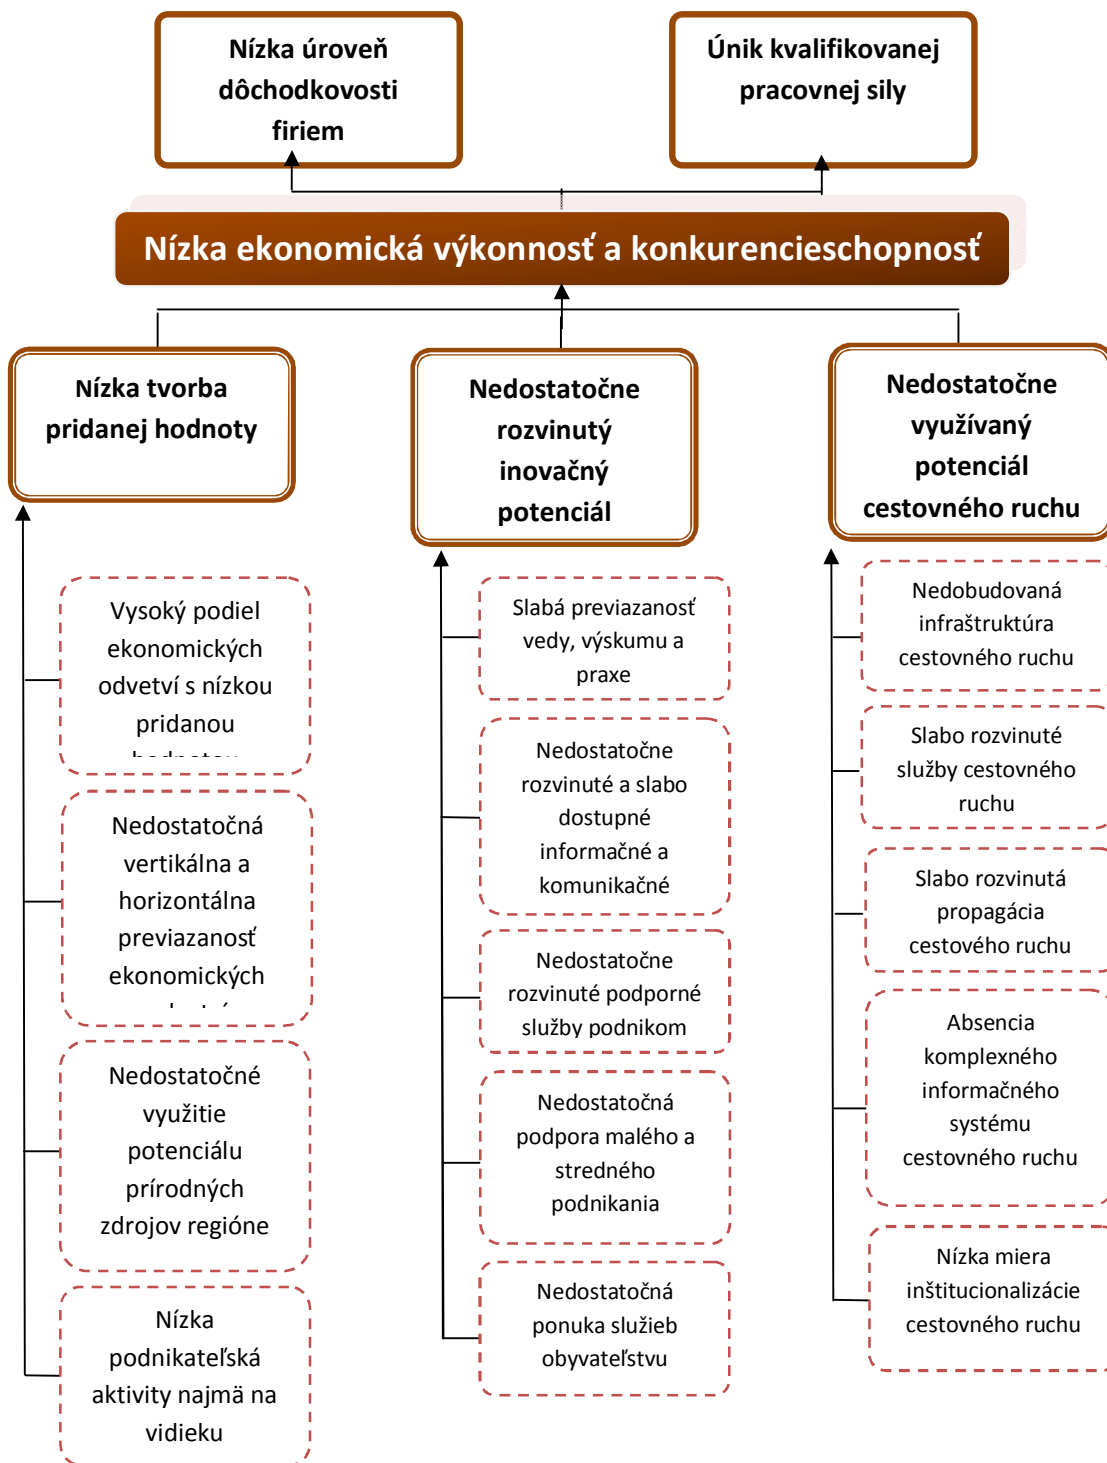 Nízka úroveň
dôchodkovosti
firiem
Únik kvalifikovanej
pracovnej sily
Nízka ekonomická výkonnosť a konkurencieschopnosť
Nízka tvorba
pridanej hodnoty
Vysoký podiel
ekonomických
odvetví s nízkou
pridanou
Nedostatočná
vertikálna a
horizontálna
previazanosť
ekonomických
Nedostatočné
využitie
potenciálu
prírodných
zdrojov regióne
Nízka
podnikateľská
aktivity najmä na
vidieku
Nedostatočne
rozvinutý
inovačný
potenciál
Slabá previazanosť
vedy, výskumu a
praxe
Nedostatočne
rozvinuté a slabo
dostupné
informačné a
komunikačné
Nedostatočne
rozvinuté podporné
služby podnikom
Nedostatočná
podpora malého a
stredného
podnikania
Nedostatočná
ponuka služieb
obyvateľstvu
Nedostatočne
využívaný
potenciál
cestovného ruchu
Nedobudovaná
infraštruktúra
cestovného ruchu
Slabo rozvinuté
služby cestovného
ruchu
Slabo rozvinutá
propagácia
cestového ruchu
Absencia
komplexného
informačného
systému
cestovného ruchu
Nízka miera
inštitucionalizácie
cestovného ruchu